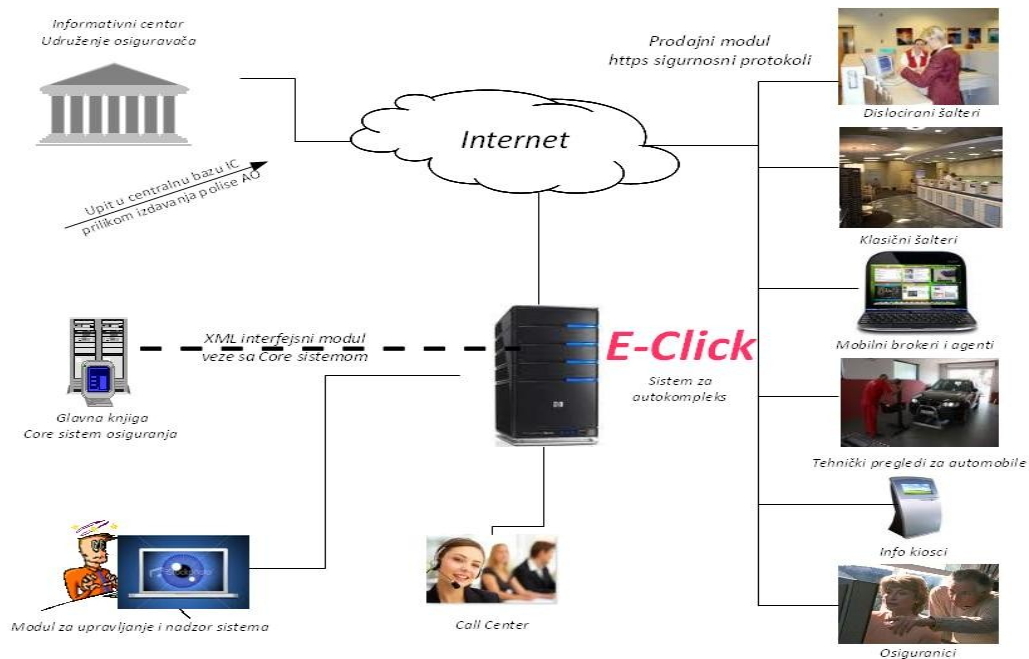 Informativni centar
Udruženje osiguravača
Prodajni modul
https sigurnosni protokoli
Internet
Dislocirani šalteri
Upit u centralnu bazu IC
prilikom izdavanja polise AO
Klasični šalteri
Mobilni brokeri i agenti
XML interfejsni modul
veze sa Core sistemom
E-Click
Sistem za
autokompleks
Glavna knjiga
Core sistem osiguranja
Tehnički pregledi za automobile
Info kiosci
Modul za upravljanje i nadzor sistema
Call Center
Osiguranici